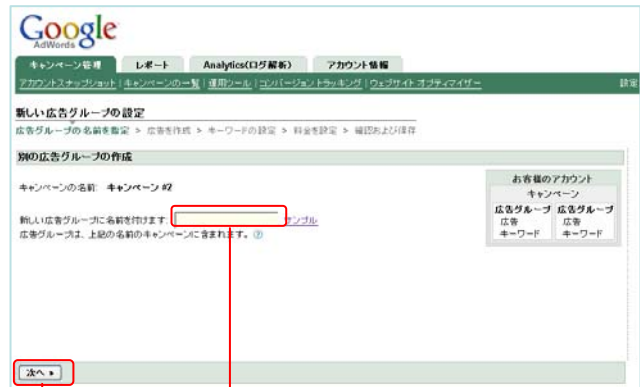 Google
AdWords
キャンペーン管理 レポート Analytics(ログ解析) アカウント情報
アカウントスナップショット | キャンペーンの一覧 | 運用ツール | コンバージョン トラッキング | ウェブサイト オプティマイザー 設定
新しい広告グループの設定
広告グループの名前を設定 > 広告を作成 > キーワードの設定 > 料金を設定 > 確認および保存
別の広告グループの作成
キャンペーンの名前: キャンペーン #2
新しい広告グループに名前を付けます: サンプル
広告グループは、上記の名前のキャンペーンに含まれます。 ?
お客様のアカウント
キャンペーン
広告グループ 広告グループ
広告 広告
キーワード キーワード
次へ